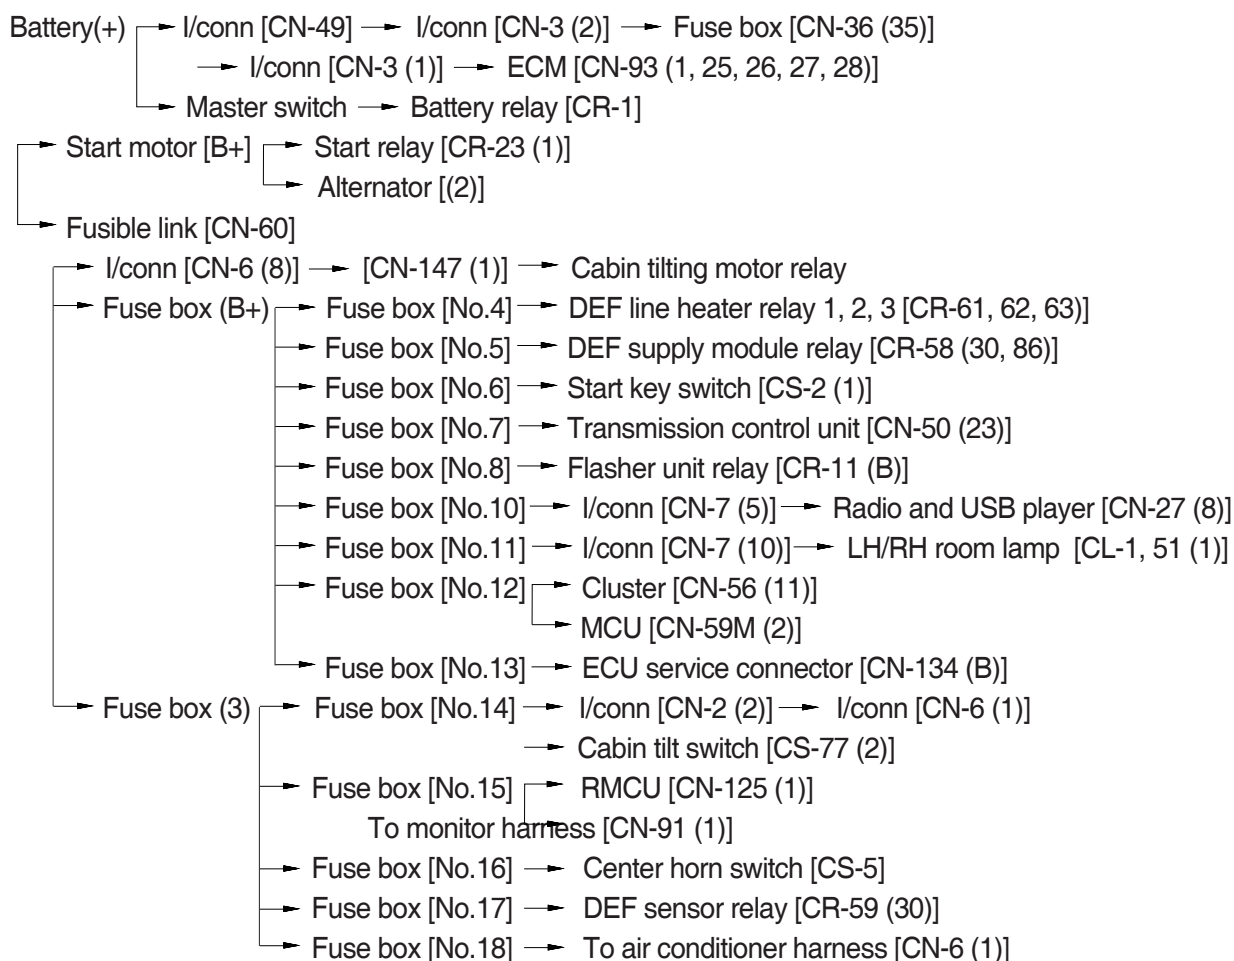 Battery(+) I/conn [CN-49] I/conn [CN-3 (2)] Fuse box [CN-36 (35)]
I/conn [CN-3 (1)] ECM [CN-93 (1, 25, 26, 27, 28)]
Master switch Battery relay [CR-1]
Start motor [B+] Start relay [CR-23 (1)]
Alternator [(2)]
Fusible link [CN-60]
I/conn [CN-6 (8)] [CN-147 (1)] Cabin tilting motor relay
Fuse box (B+) Fuse box [No.4] DEF line heater relay 1, 2, 3 [CR-61, 62, 63)]
Fuse box [No.5] DEF supply module relay [CR-58 (30, 86)]
Fuse box [No.6] Start key switch [CS-2 (1)]
Fuse box [No.7] Transmission control unit [CN-50 (23)]
Fuse box [No.8] Flasher unit relay [CR-11 (B)]
Fuse box [No.10] I/conn [CN-7 (5)] Radio and USB player [CN-27 (8)]
Fuse box [No.11] I/conn [CN-7 (10)] LH/RH room lamp [CL-1, 51 (1)]
Fuse box [No.12] Cluster [CN-56 (11)]
MCU [CN-59M (2)]
Fuse box [No.13] ECU service connector [CN-134 (B)]
Fuse box (3) Fuse box [No.14] I/conn [CN-2 (2)] I/conn [CN-6 (1)]
Cabin tilt switch [CS-77 (2)]
Fuse box [No.15] RMCU [CN-125 (1)]
To monitor harness [CN-91 (1)]
Fuse box [No.16] Center horn switch [CS-5]
Fuse box [No.17] DEF sensor relay [CR-59 (30)]
Fuse box [No.18] To air conditioner harness [CN-6 (1)]